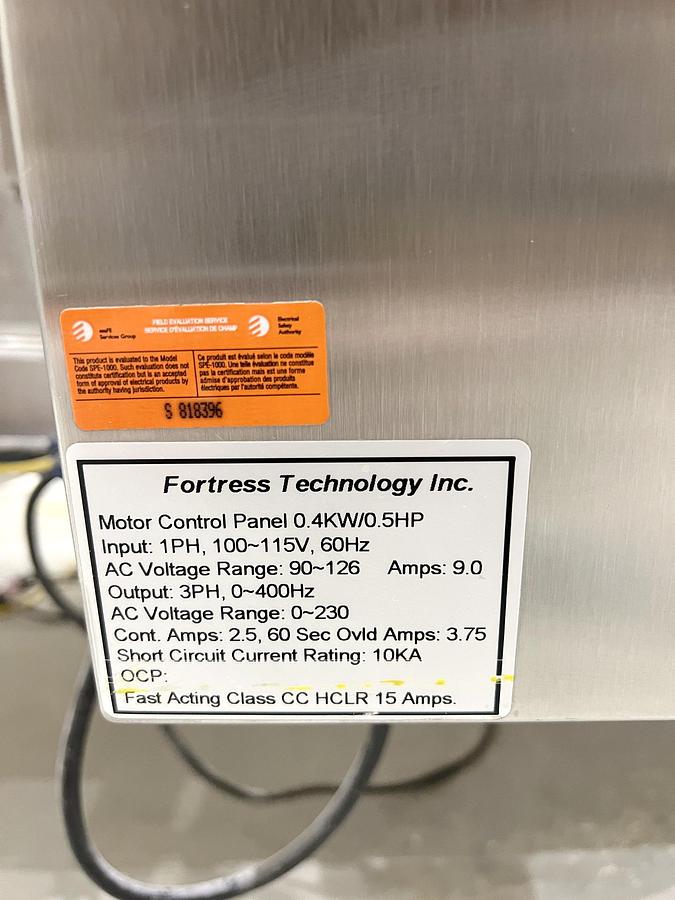 FIELD EVALUATION SERVICE
SERVICE D'ÉVALUATION DE CHAMP
Services Group
Electrical
Safety
Authority
This product is evaluated to the Model
Code SPE-1000. Such evaluation does not
constitute certification but is an accepted
form of approval of electrical products by
the authority having jurisdiction.
Ce produit est évalué selon le code modèle
SPE-1000. Une telle évaluation ne constitue
pas la certification mais est une forme
admise d'approbation des produits
électriques par l'autorité compétente.
S 818396
Fortress Technology Inc.
Motor Control Panel 0.4KW/0.5HP
Input: 1PH, 100~115V, 60Hz
AC Voltage Range: 90~126 Amps: 9.0
Output: 3PH, 0~400Hz
AC Voltage Range: 0~230
Cont. Amps: 2.5, 60 Sec Ovld Amps: 3.75
Short Circuit Current Rating: 10KA
OCP:
Fast Acting Class CC HCLR 15 Amps.